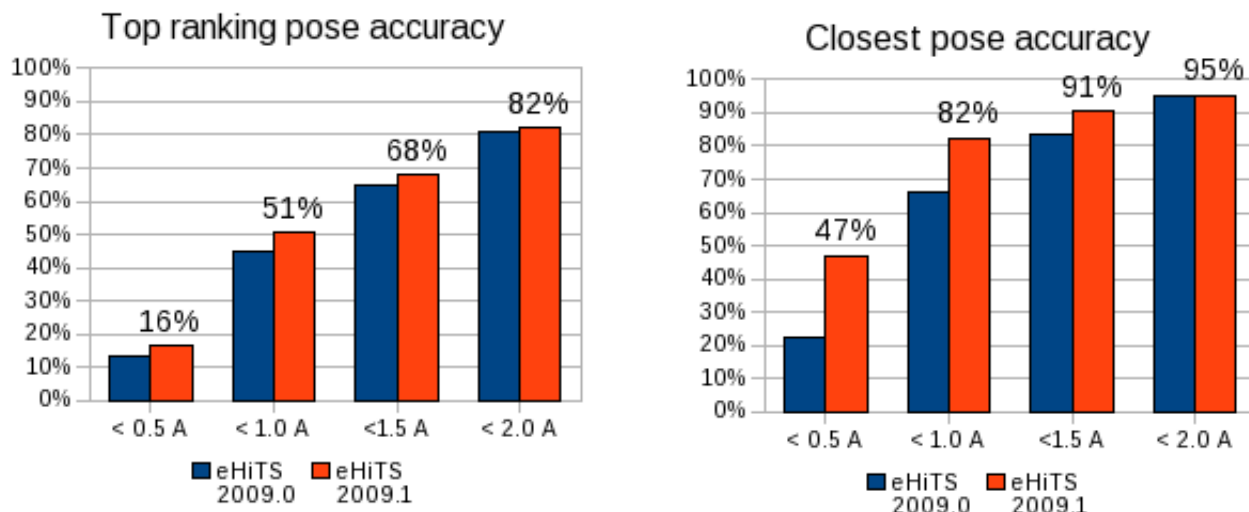 Top ranking pose accuracy
100%
90%
80%
70%
60%
50%
40%
30%
20%
10%
0%
16%
51%
68%
82%
< 0.5 A
< 1.0 A
<1.5 A
< 2.0 A
eHiTS 2009.0
eHiTS 2009.1
Closest pose accuracy
100%
90%
80%
70%
60%
50%
40%
30%
20%
10%
0%
47%
82%
91%
95%
< 0.5 A
< 1.0 A
<1.5 A
< 2.0 A
eHiTS 2009.0
eHiTS 2009.1